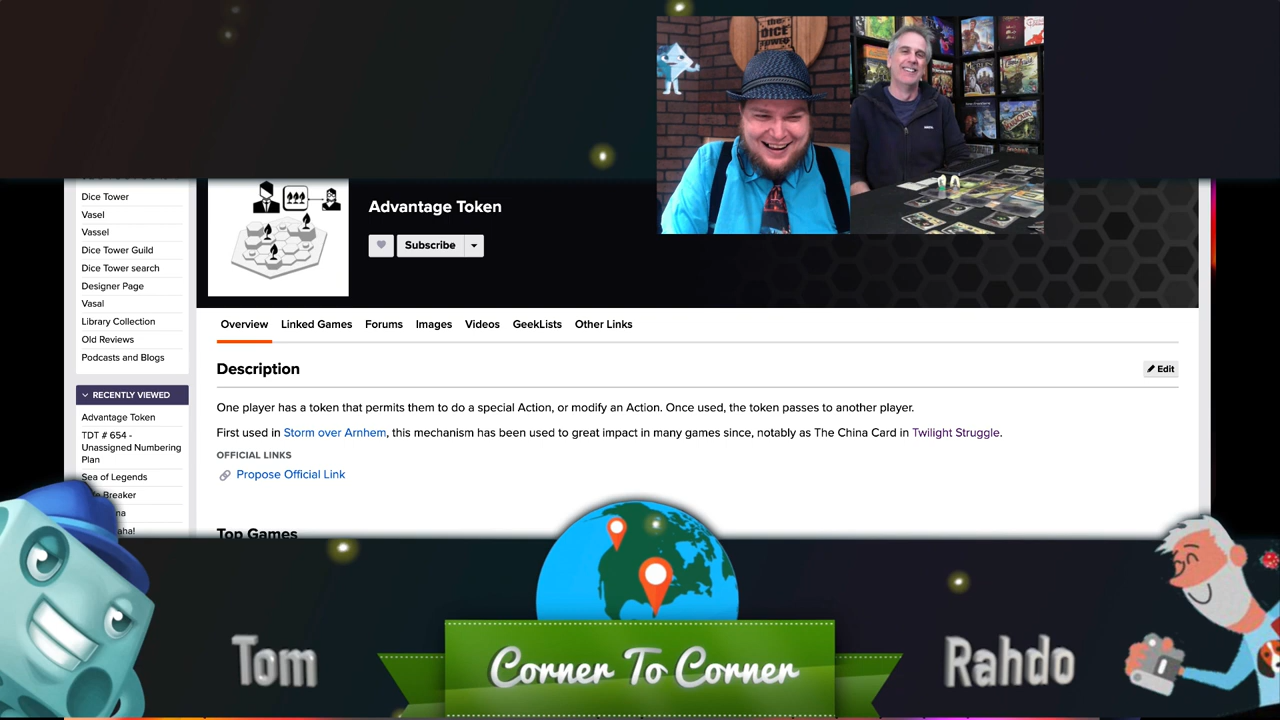 THE
DICE
TOWER
Dice Tower
Vasel
Vassel
Dice Tower Guild
Dice Tower search
Designer Page
Vasal
Library Collection
Old Reviews
Podcasts and Blogs
RECENTLY VIEWED
Advantage Token
TDT # 654 -
Unassigned Numbering
Plan
Sea of Legends
Breaker
Advantage Token
Subscribe
Overview Linked Games Forums Images Videos GeekLists Other Links
Description
Edit
One player has a token that permits them to do a special Action, or modify an Action. Once used, the token passes to another player.
First used in Storm over Arnhem, this mechanism has been used to great impact in many games since, notably as The China Card in Twilight Struggle.
OFFICIAL LINKS
Propose Official Link
Top Games
Tom
Corner To Corner
Rahdo